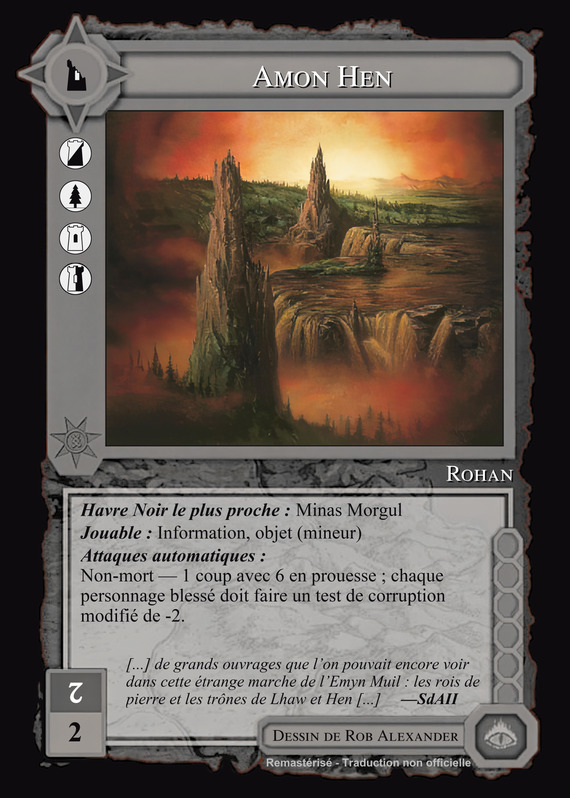 AMON HEN
ROHAN
Havre Noir le plus proche : Minas Morgul
Jouable : Information, objet (mineur)
Attaques automatiques :
Non-mort — 1 coup avec 6 en prouesse ; chaque
personnage blessé doit faire un test de corruption
modifié de -2.
[...] de grands ouvrages que l'on pouvait encore voir
dans cette étrange marche de l'Emyn Muil : les rois de
pierre et les trônes de Lhaw et Hen [...] —SdAII
2
2
DESSIN DE ROB ALEXANDER
Remastérisé - Traduction non officielle